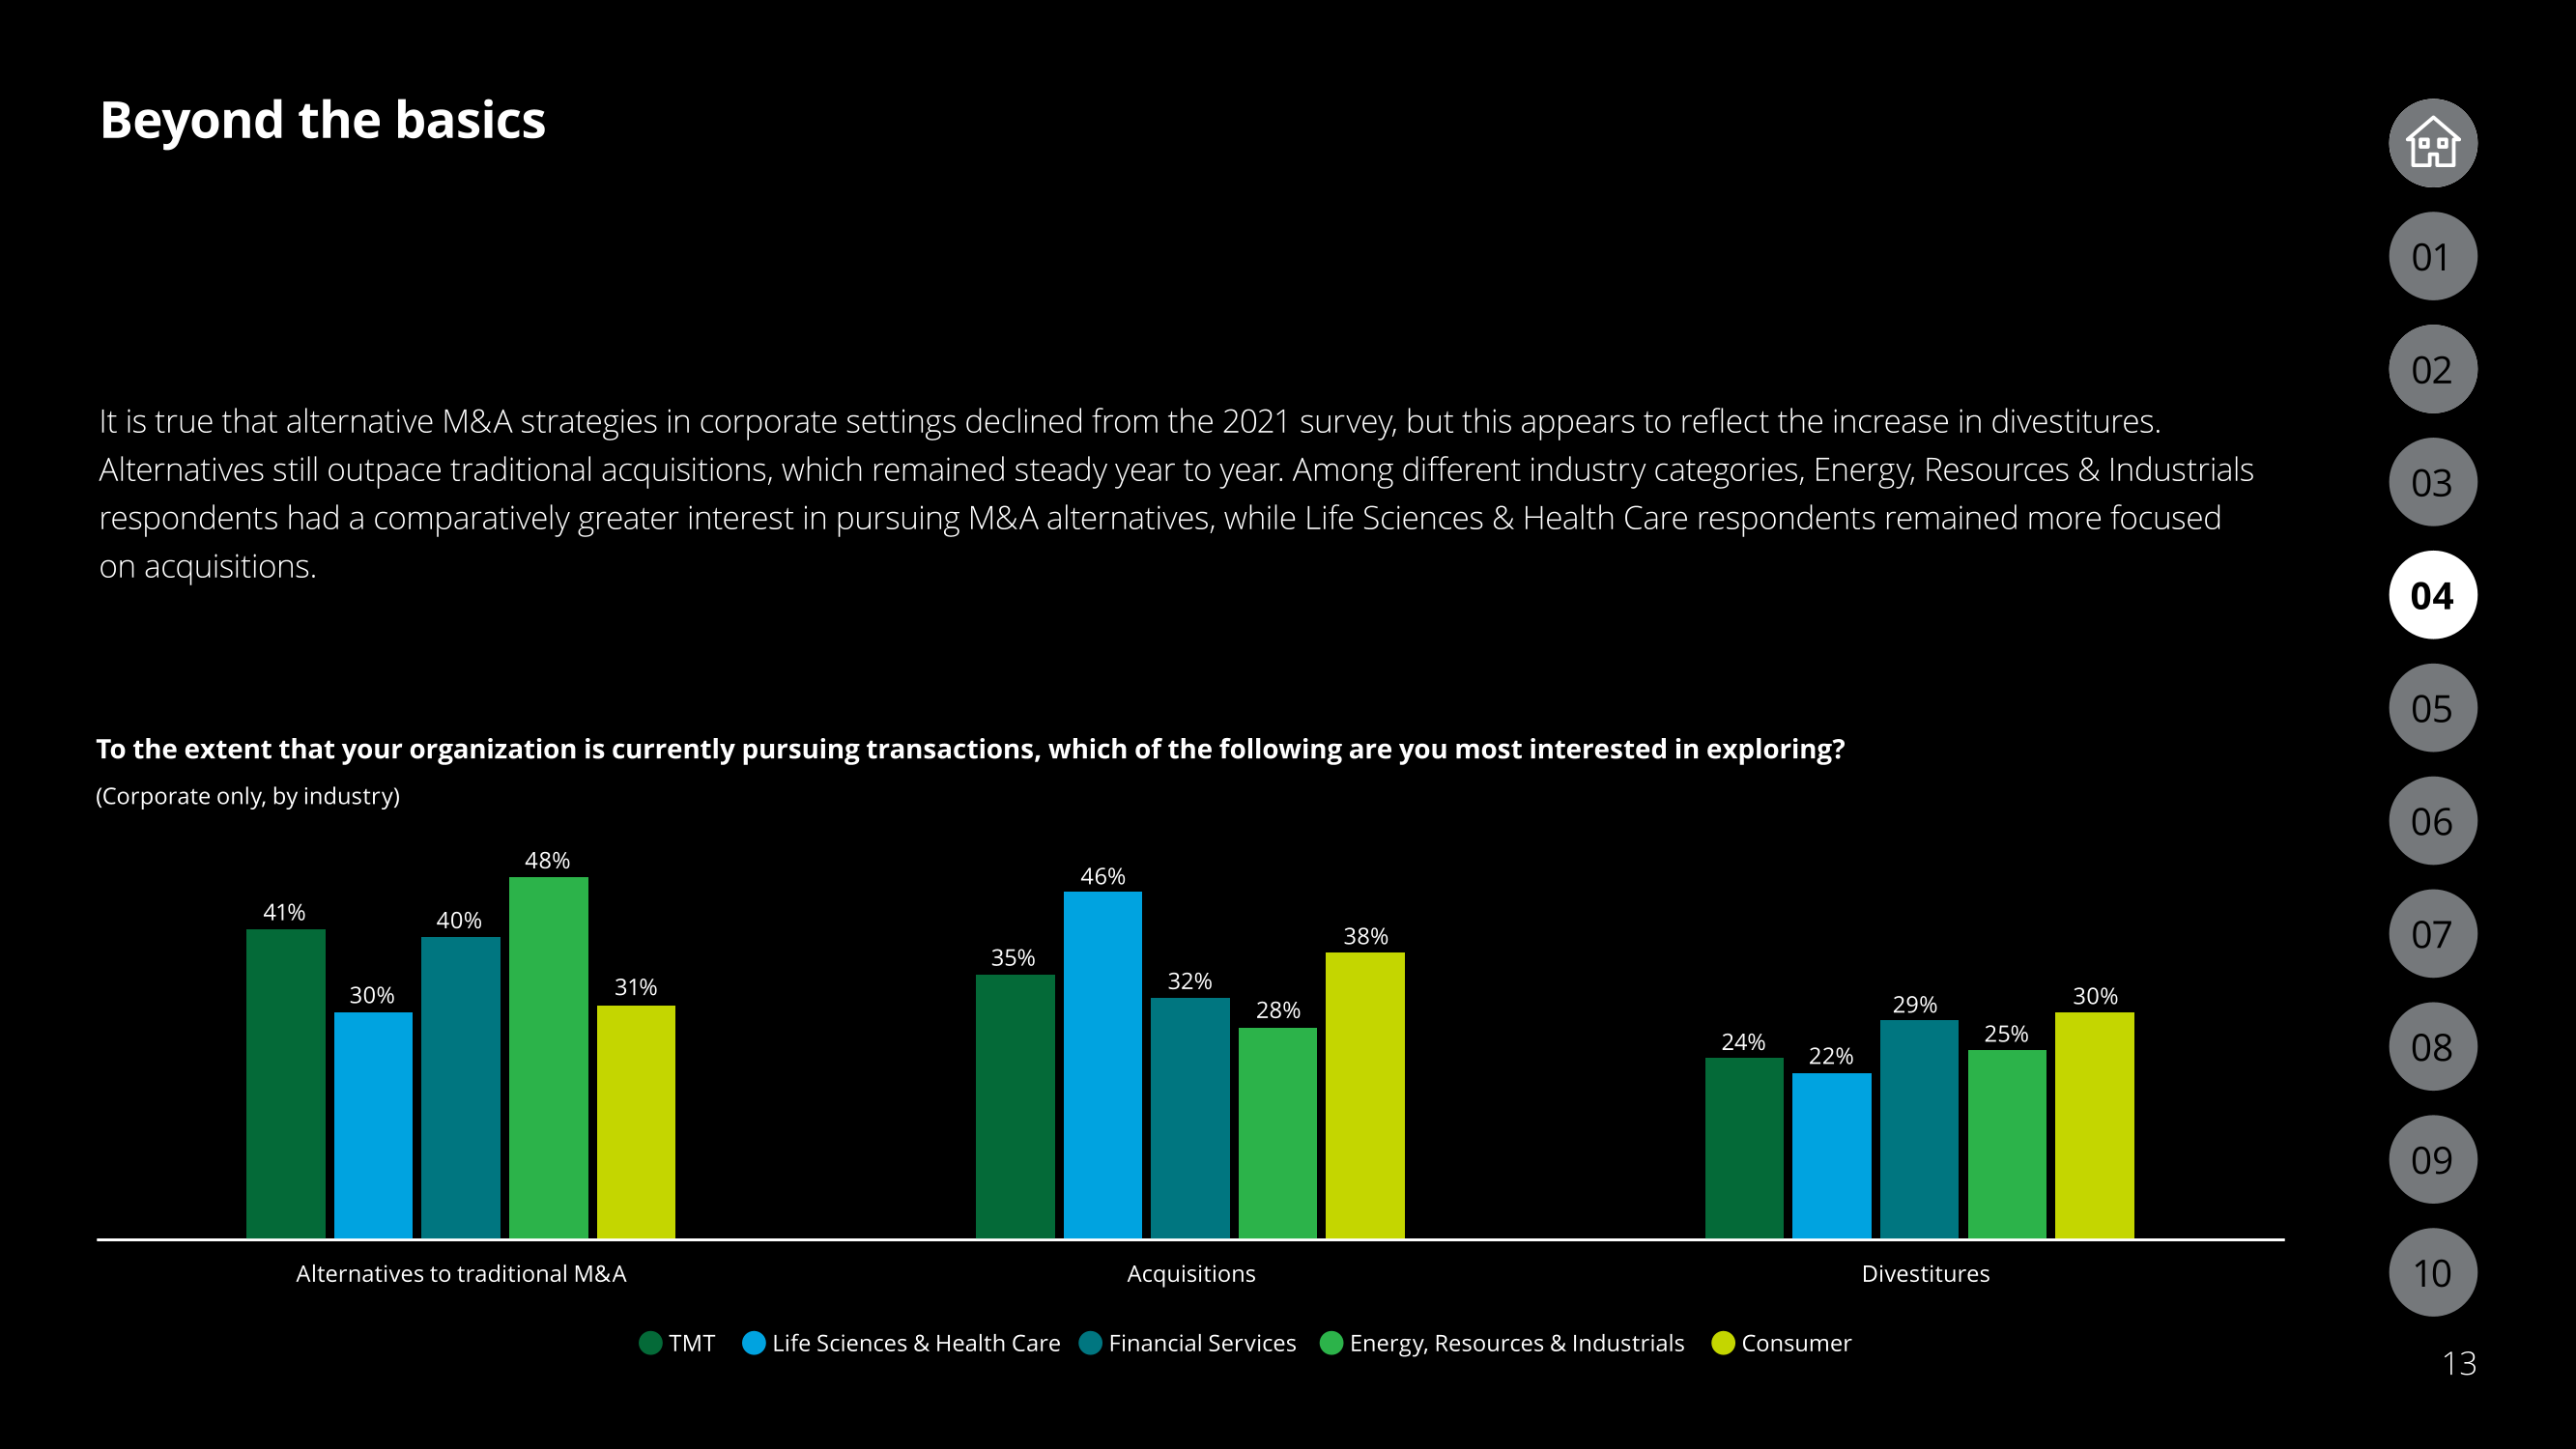 Beyond the basics
It is true that alternative M&A strategies in corporate settings declined from the 2021 survey, but this appears to reflect the increase in divestitures.
Alternatives still outpace traditional acquisitions, which remained steady year to year. Among different industry categories, Energy, Resources & Industrials
respondents had a comparatively greater interest in pursuing M&A alternatives, while Life Sciences & Health Care respondents remained more focused
on acquisitions.
To the extent that your organization is currently pursuing transactions, which of the following are you most interested in exploring?
(Corporate only, by industry)
41%
30%
40%
48%
31%
Alternatives to traditional M&A
35%
46%
32%
28%
38%
Acquisitions
24%
22%
29%
25%
30%
Divestitures
TMT
Life Sciences & Health Care
Financial Services
Energy, Resources & Industrials
Consumer
01
02
03
04
05
06
07
08
09
10
13